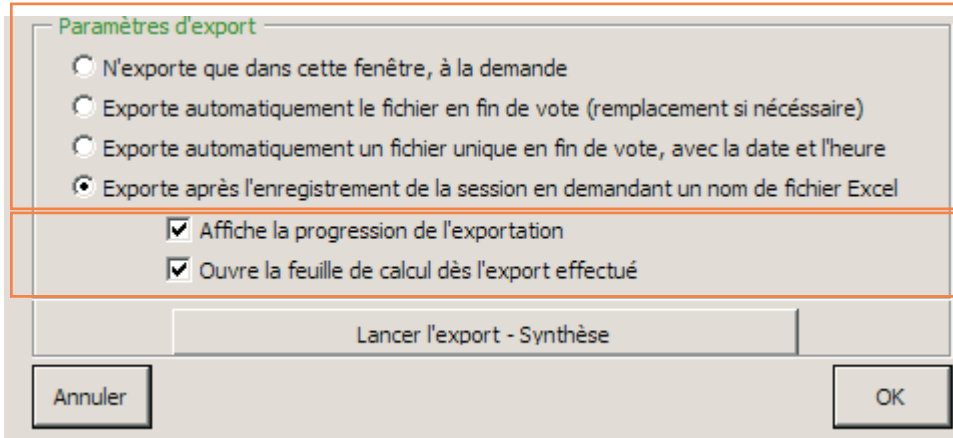 Paramètres d'export
N'exporte que dans cette fenêtre, à la demande
Exporte automatiquement le fichier en fin de vote (remplacement si nécéssaire)
Exporte automatiquement un fichier unique en fin de vote, avec la date et l'heure
Exporte après l'enregistrement de la session en demandant un nom de fichier Excel
Affiche la progression de l'exportation
Ouvre la feuille de calcul dès l'export effectué
Lancer l'export - Synthèse
Annuler
OK